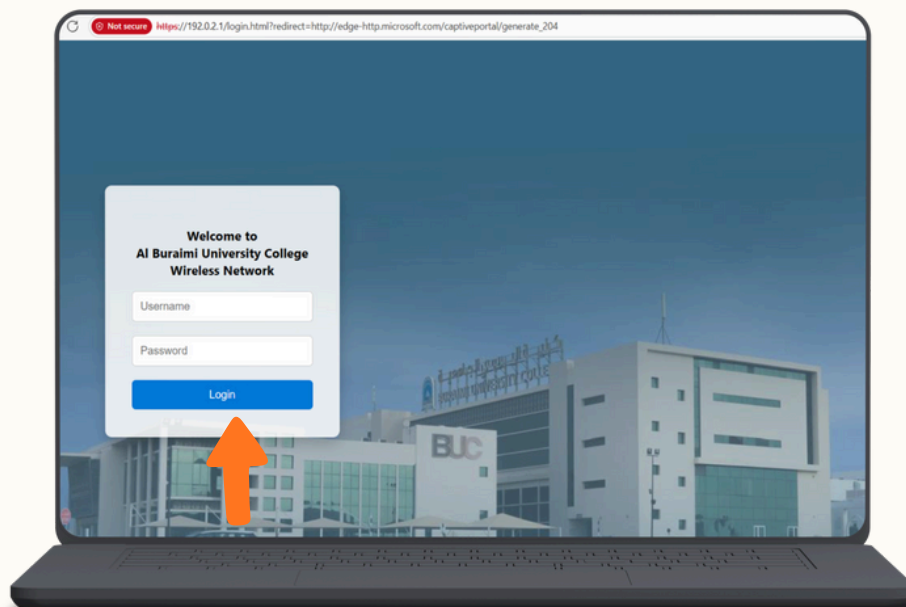 Not secure https://192.0.2.1/login.html?redirect=http://edge-http.microsoft.com/captiveportal/generate_204
Welcome to
Al Buraimi University College
Wireless Network
Username
Password
Login
BUC